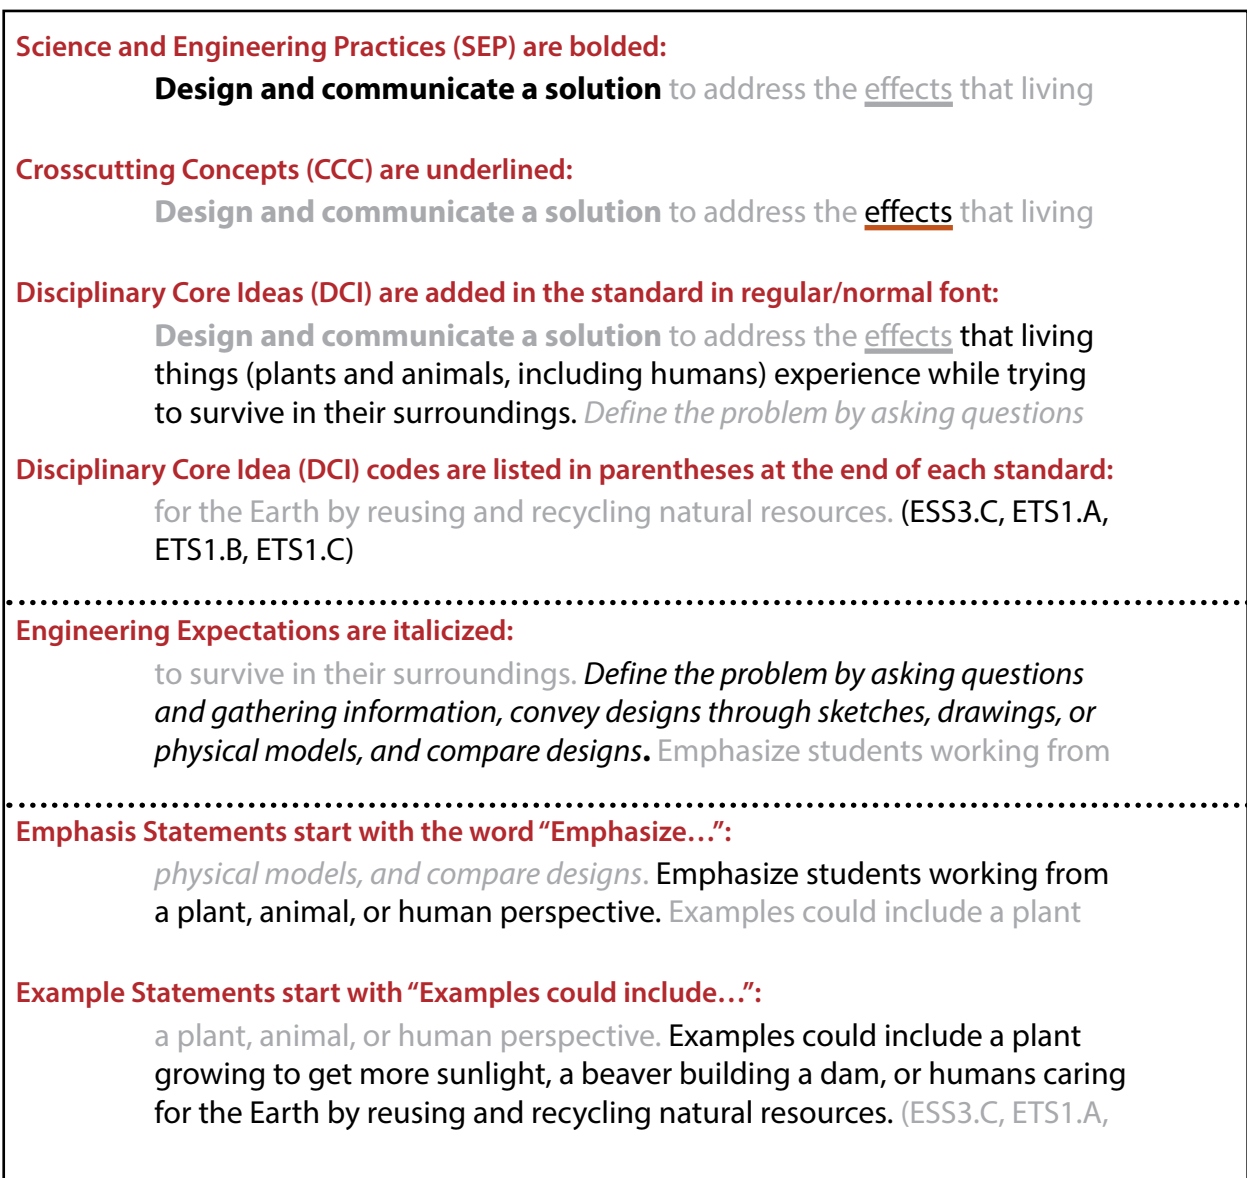 Science and Engineering Practices (SEP) are bolded:
Design and communicate a solution to address the effects that living
Crosscutting Concepts (CCC) are underlined:
Design and communicate a solution to address the effects that living
Disciplinary Core Ideas (DCI) are added in the standard in regular/normal font:
Design and communicate a solution to address the effects that living
things (plants and animals, including humans) experience while trying
to survive in their surroundings. Define the problem by asking questions
Disciplinary Core Idea (DCI) codes are listed in parentheses at the end of each standard:
for the Earth by reusing and recycling natural resources. (ESS3.C, ETS1.A,
ETS1.B, ETS1.C)
Engineering Expectations are italicized:
to survive in their surroundings. Define the problem by asking questions
and gathering information, convey designs through sketches, drawings, or
physical models, and compare designs. Emphasize students working from
Emphasis Statements start with the word “Emphasize…”:
physical models, and compare designs. Emphasize students working from
a plant, animal, or human perspective. Examples could include a plant
Example Statements start with “Examples could include…”:
a plant, animal, or human perspective. Examples could include a plant
growing to get more sunlight, a beaver building a dam, or humans caring
for the Earth by reusing and recycling natural resources. (ESS3.C, ETS1.A,